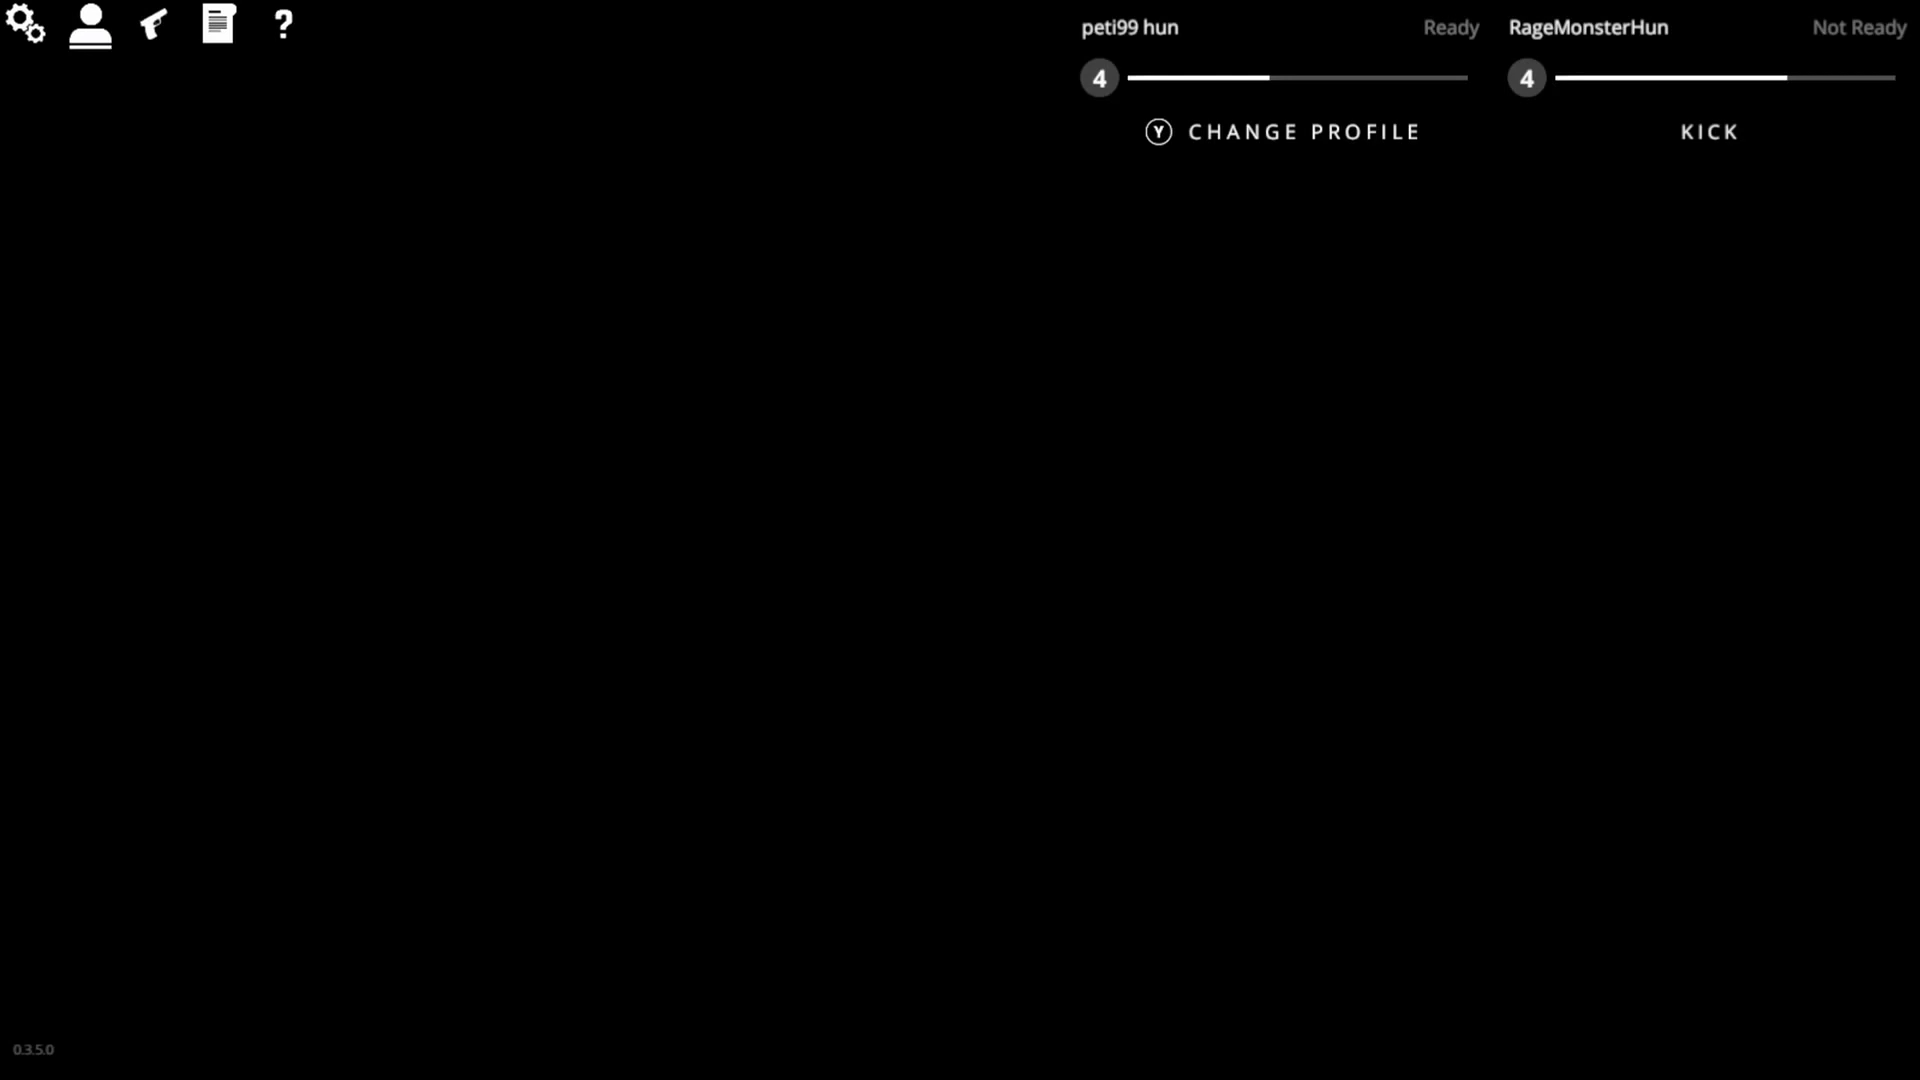 ?
peti99 hun Ready
RageMonsterHun Not Ready
4
4
Y CHANGE PROFILE
KICK
0.3.5.0